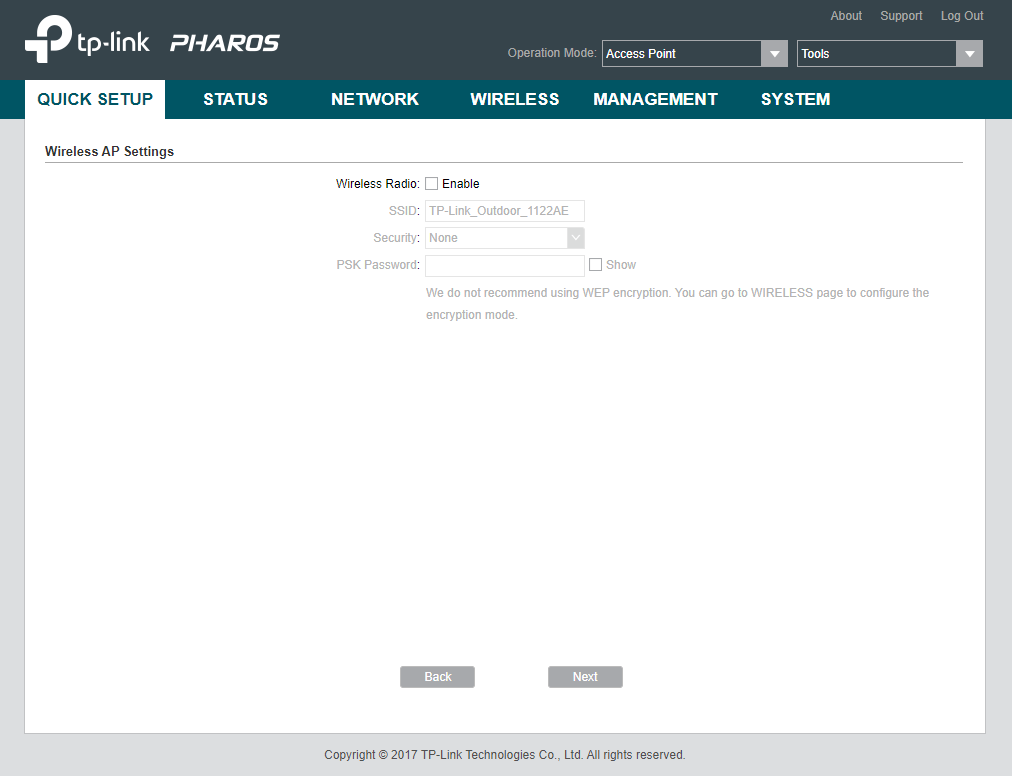 About Support Log Out
tp-link PHAROS
Operation Mode: Access Point Tools
QUICK SETUP STATUS NETWORK WIRELESS MANAGEMENT SYSTEM
Wireless AP Settings
Wireless Radio: Enable
SSID: TP-Link_Outdoor_1122AE
Security: None
PSK Password: Show
We do not recommend using WEP encryption. You can go to WIRELESS page to configure the
encryption mode.
Back Next
Copyright © 2017 TP-Link Technologies Co., Ltd. All rights reserved.